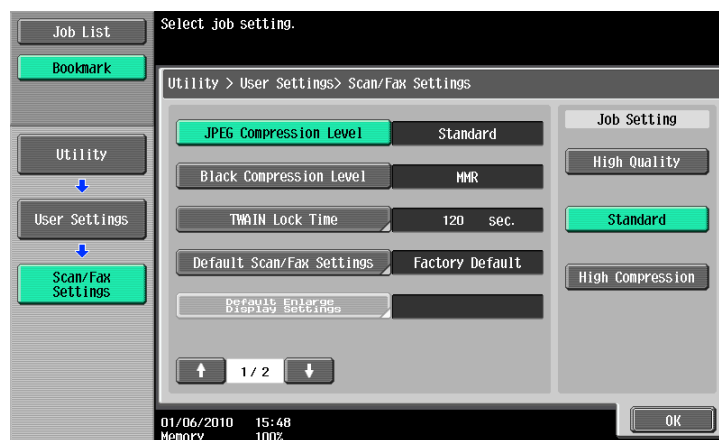 Job List
Select job setting.
Bookmark
Utility > User Settings> Scan/Fax Settings
JPEG Compression Level
Standard
Job Setting
Utility
Black Compression Level
MMR
High Quality
User Settings
TWAIN Lock Time
120 sec.
Standard
Default Scan/Fax Settings
Factory Default
Scan/Fax
Settings
High Compression
Default Enlarge
Display Settings
1/ 2
01/06/2010 15:48
Memory 100%
OK